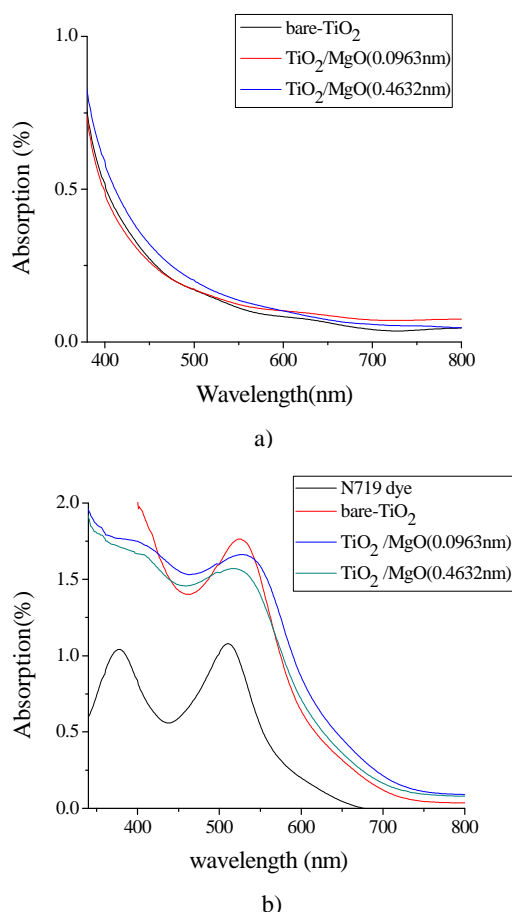 1.0
0.5
0.0
Absorption (%)
bare-TiO2
TiO2/MgO(0.0963nm)
TiO2/MgO(0.4632nm)
400 500 600 700 800
Wavelength(nm)
a)
2.0
1.5
1.0
0.5
0.0
Absorption(%)
N719 dye
bare-TiO2
TiO2 /MgO(0.0963nm)
TiO2 /MgO(0.4632nm)
400 500 600 700 800
wavelength (nm)
b)